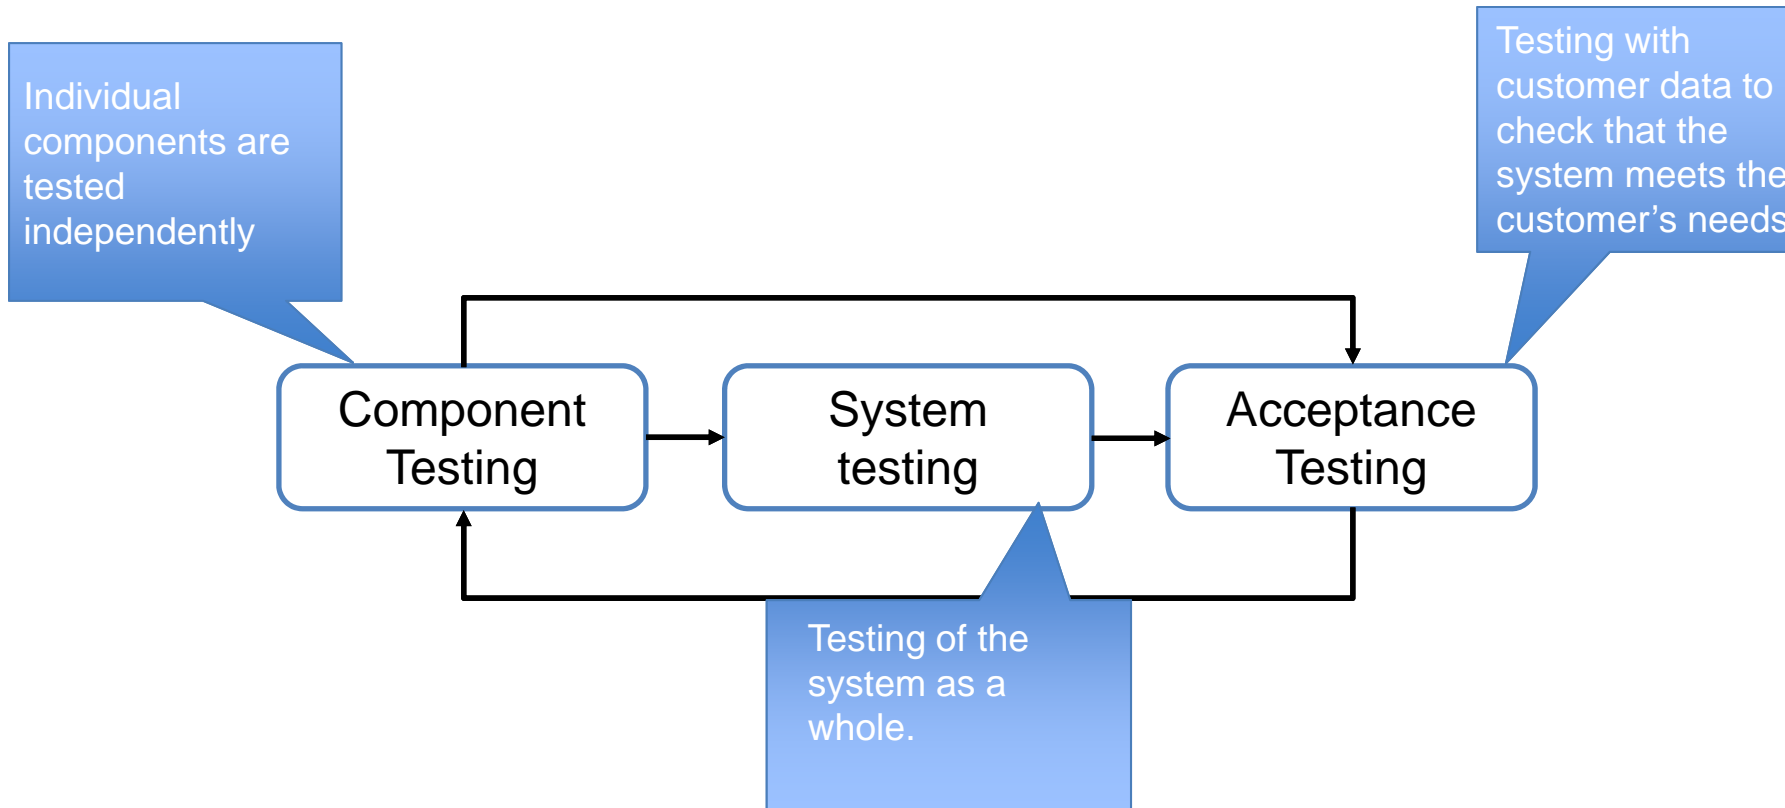 Individual
components are
tested
independently
Testing with
customer data to
check that the
system meets the
customer’s needs
Component
Testing
System
testing
Acceptance
Testing
Testing of the
system as a
whole.